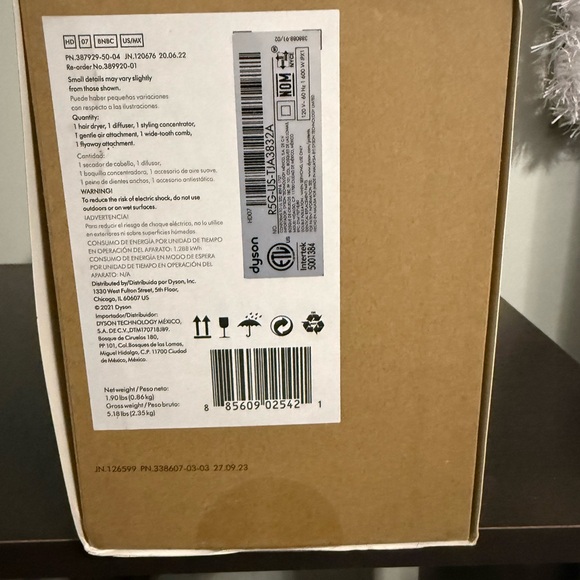 HD 07 BNBC US/MX
PN.387929-50-04 JN.120676 20.06.22
Re-order No.389920-01
Small details may vary slightly
from those shown.
Puede haber pequeñas variaciones
con respecto a las ilustraciones.
Quantity:
1 hair dryer, 1 diffuser, 1 styling concentrator,
1 gentle air attachment, 1 wide-tooth comb,
1 flyaway attachment.
Cantidad:
1 secador de cabello, 1 difusor,
1 boquilla concentradora, 1 accesorio de aire suave,
1 peine de dientes anchos, 1 accesorio antiestático.
WARNING!
To reduce the risk of electric shock, do not use
outdoors or on wet surfaces.
¡ADVERTENCIA!
Para reducir el riesgo de choque eléctrico, no lo utilice
en exteriores ni sobre superficies húmedas.
CONSUMO DE ENERGÍA POR UNIDAD DE TIEMPO
EN OPERACIÓN DEL APARATO: 1.288 kWh
CONSUMO DE ENERGÍA EN MODO DE ESPERA
POR UNIDAD DE TIEMPO EN OPERACIÓN DEL
APARATO: N/A
Distributed by/Distribuido por Dyson, Inc.
1330 West Fulton Street, 5th Floor,
Chicago, IL 60607 US
© 2021 Dyson
Importador/Distribuidor:
DYSON TECHNOLOGY MÉXICO,
S.A. DE C.V.,DTM170718J89.
Bosque de Ciruelos 180,
PP 101, Col.Bosques de las Lomas,
Miguel Hidalgo, C.P. 11700 Ciudad
de México, México.
Net weight / Peso neto:
1.90 lbs (0.86 kg)
Gross weight / Peso bruto:
5.18 lbs (2.35 kg)
dyson
HD07
R5G-US-TJA3832A
NOM
NYCE
120 V~ 60 Hz 1 600 W IPX1
US
Intertek
5001384
8 85609 02542 1
JN.126599 PN.338607-03-03 27.09.23